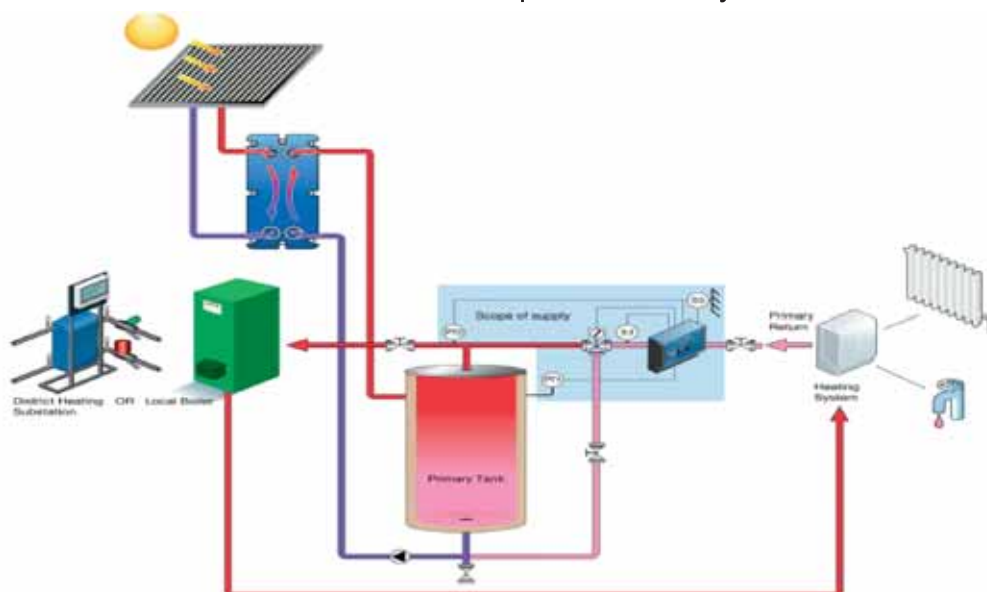 Scope of supply
Primary
Return
Heating
System
District Heating OR Local Boiler
Substation
Primary Tank